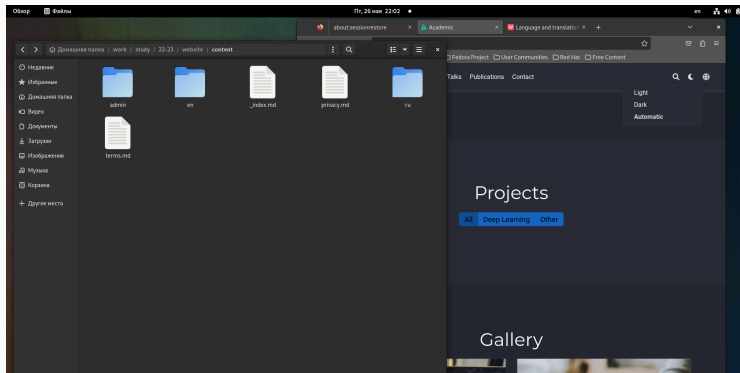 Обзор Файлы Пт, 26 мая 22:02 en
about:sessionrestore × Academic × Language and translation × +
Домашняя папка / work / study / 22-23 / website / content
Недавние
Избранные
Домашняя папка
Видео
Документы
Загрузки
Изображения
Музыка
Корзина
+ Другие места
admin en _index.md privacy.md ru
terms.md
Fedora Project User Communities Red Hat Free Content
Talks Publications Contact
Light
Dark
Automatic
Projects
All Deep Learning Other
Gallery